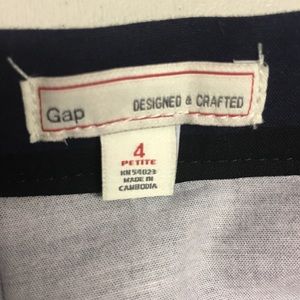 Gap DESIGNED & CRAFTED
4
PETITE
RN 54023
MADE IN
CAMBODIA